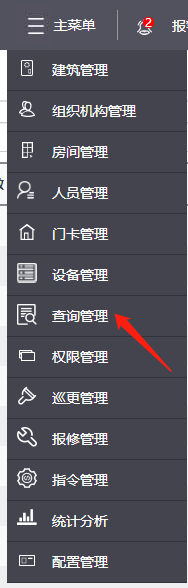 主菜单 2
建筑管理
组织机构管理
房间管理
人员管理
门卡管理
设备管理
查询管理
权限管理
巡更管理
报修管理
指令管理
统计分析
配置管理